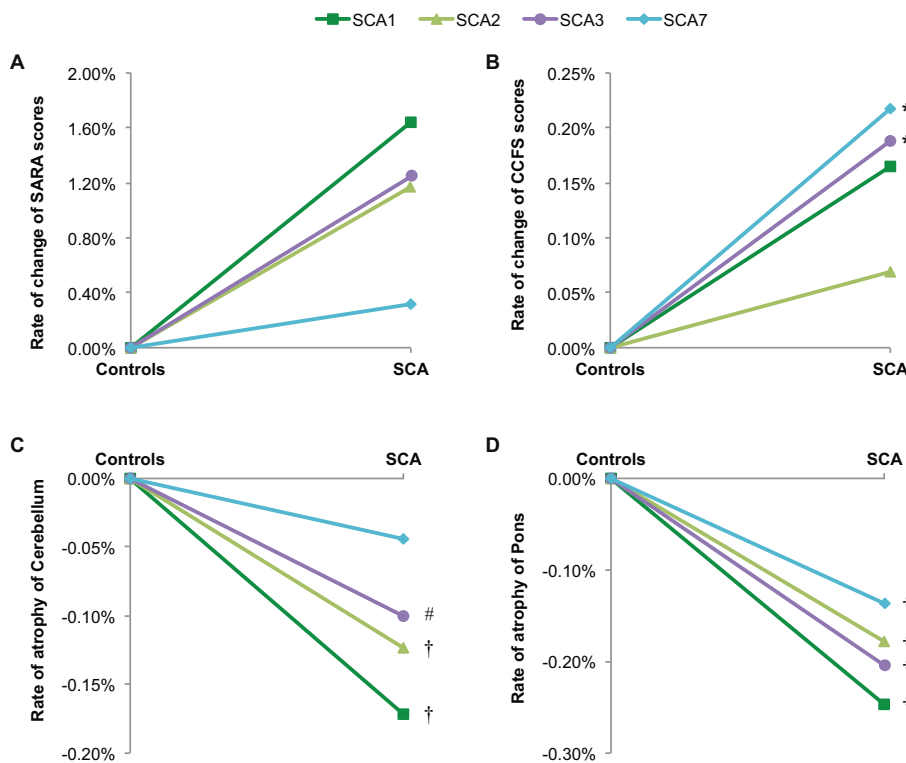 SCA1 SCA2 SCA3 SCA7
A
Rate of change of SARA scores
2.00%
1.60%
1.20%
0.80%
0.40%
0.00%
Controls SCA
B
Rate of change of CCFS scores
0.25%
0.20%
0.15%
0.10%
0.05%
0.00%
Controls SCA
*
*
C
Controls SCA
Rate of atrophy of Cerebellum
0.00%
-0.05%
-0.10%
-0.15%
-0.20%
#
†
†
D
Controls SCA
Rate of atrophy of Pons
0.00%
-0.10%
-0.20%
-0.30%